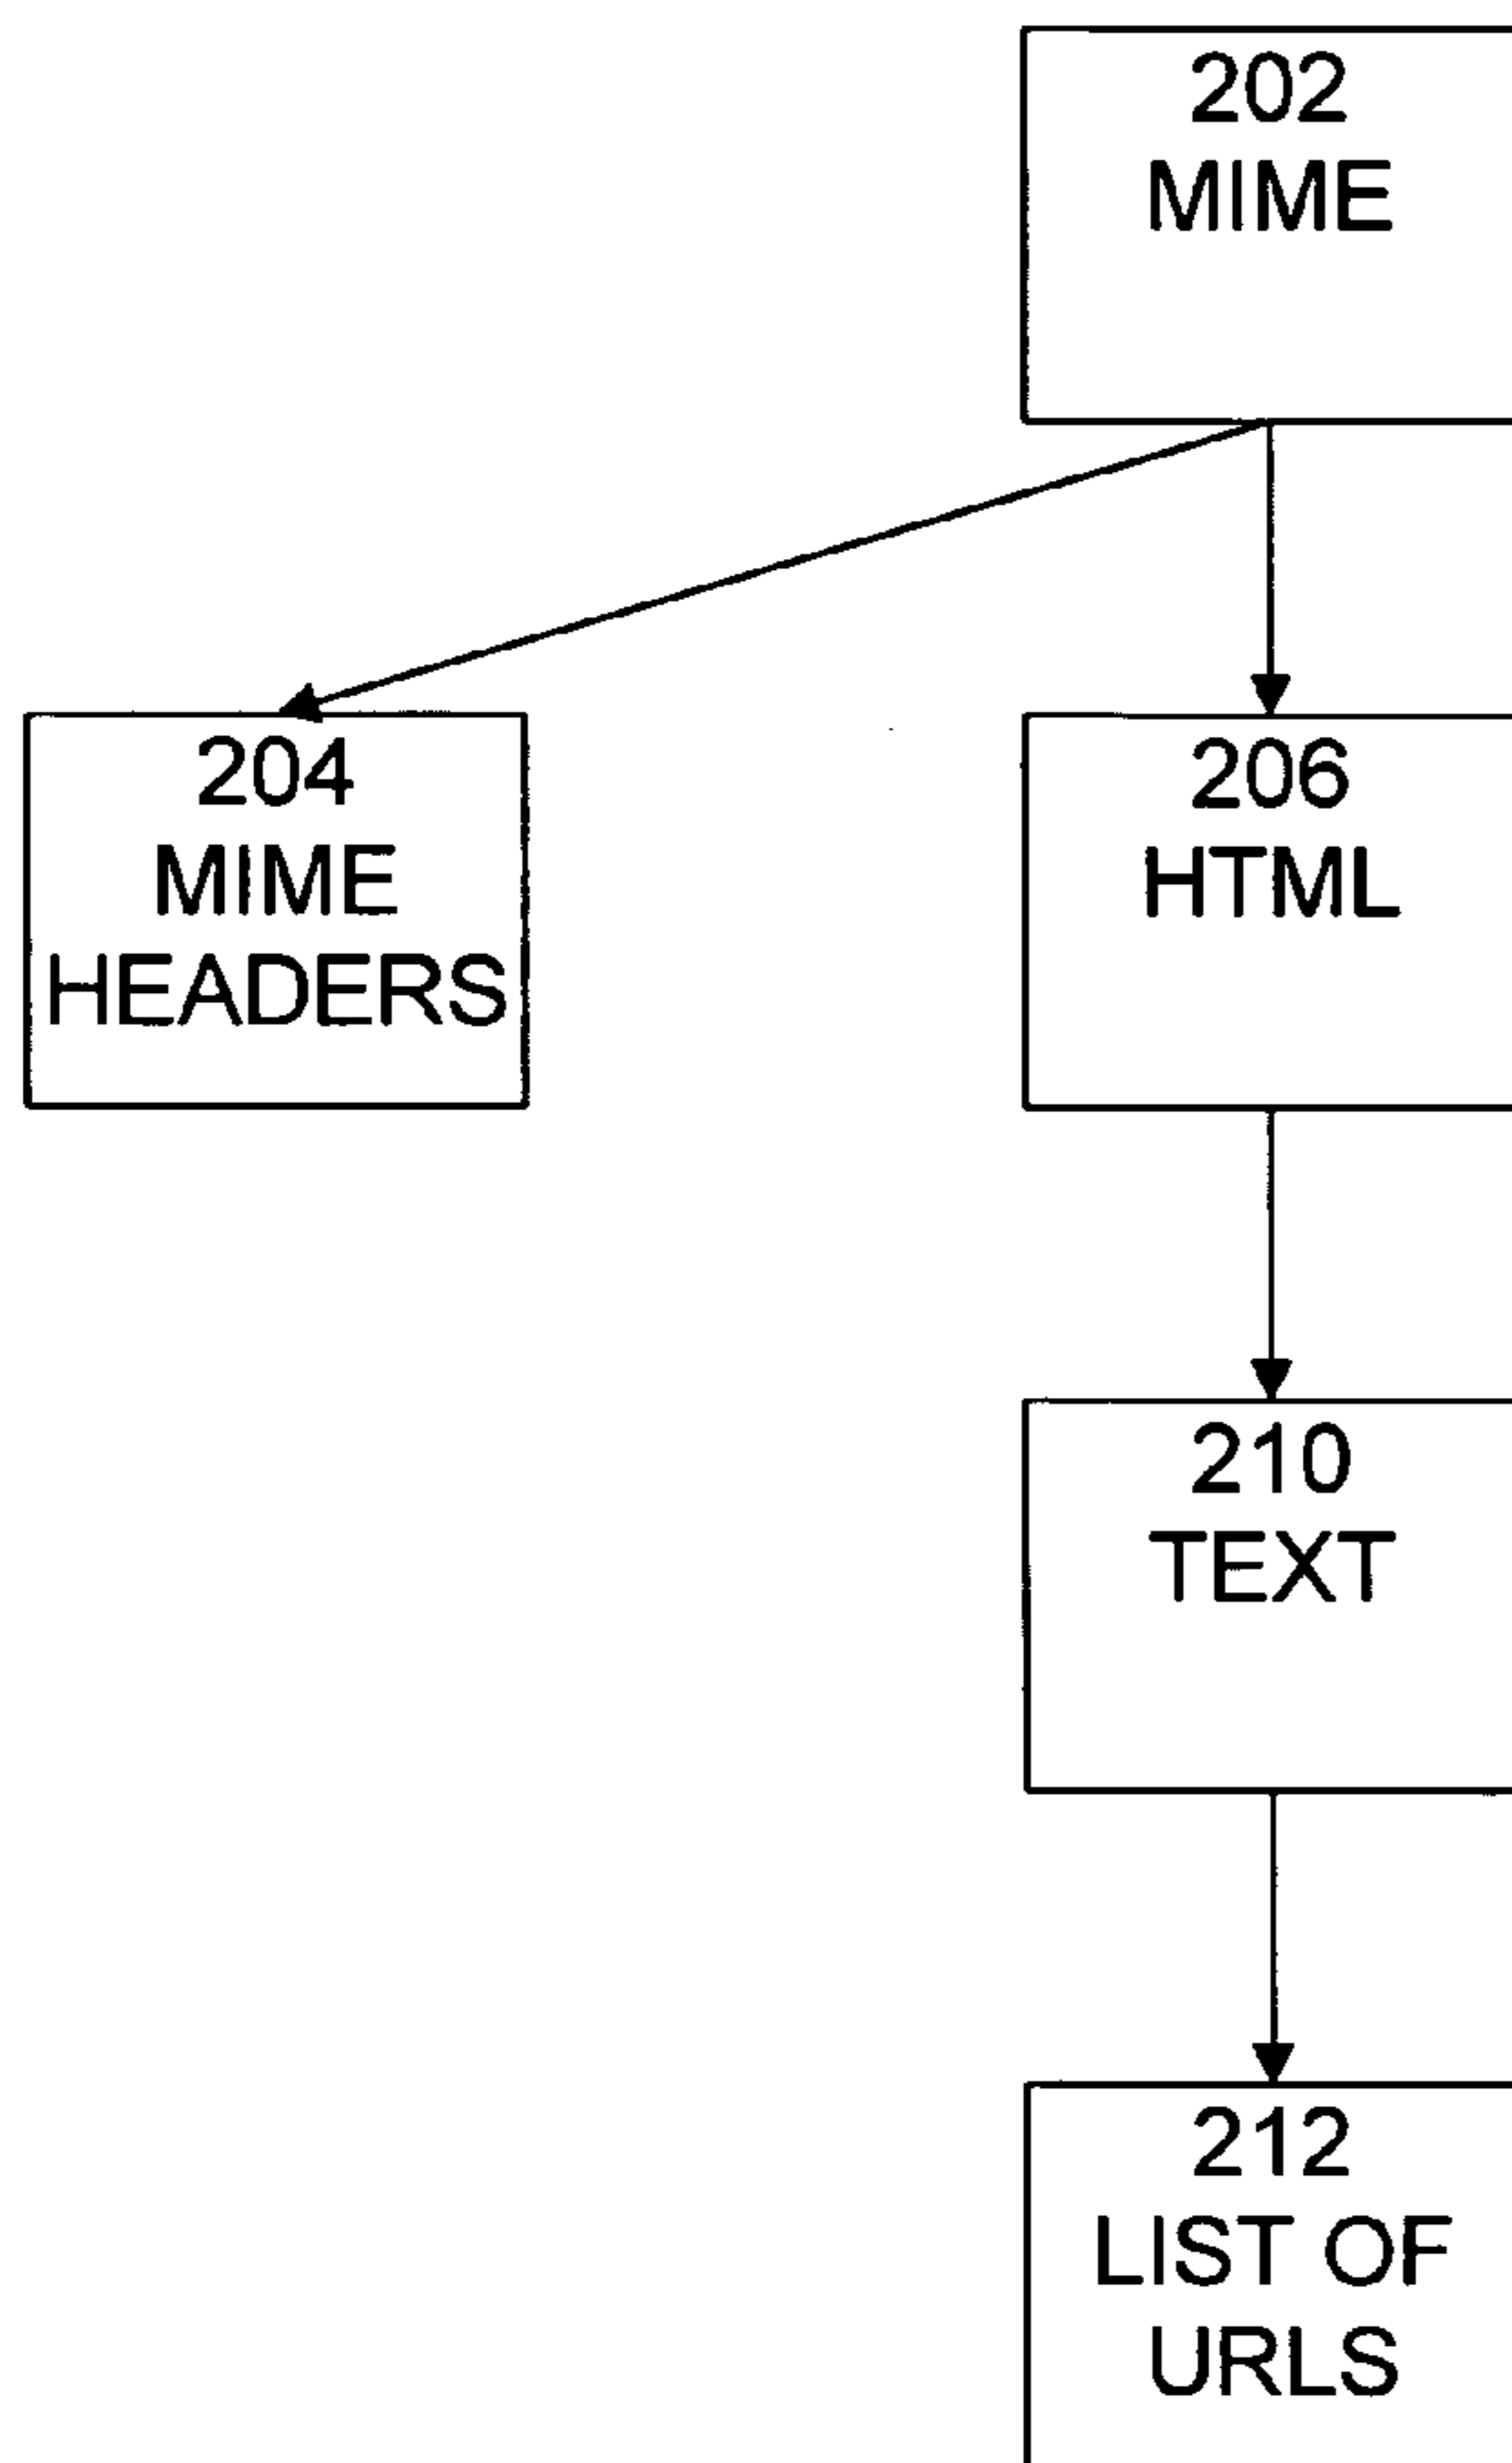 202
MIME
204
MIME
HEADERS
206
HTML
210
TEXT
212
LIST OF
URLS